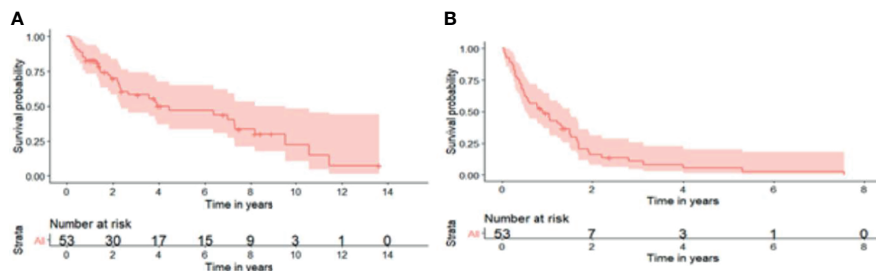 A
B
1.00
0.75
0.50
0.25
0.00
Survival probability
0 2 4 6 8 10 12 14
Time in years
Number at risk
Strata
All 53 30 17 15 9 3 1 0
0 2 4 6 8 10 12 14
Time in years
1.00
0.75
0.50
0.25
0.00
Survival probability
0 2 4 6 8
Time in years
Number at risk
Strata
All 53 7 3 1 0
0 2 4 6 8
Time in years